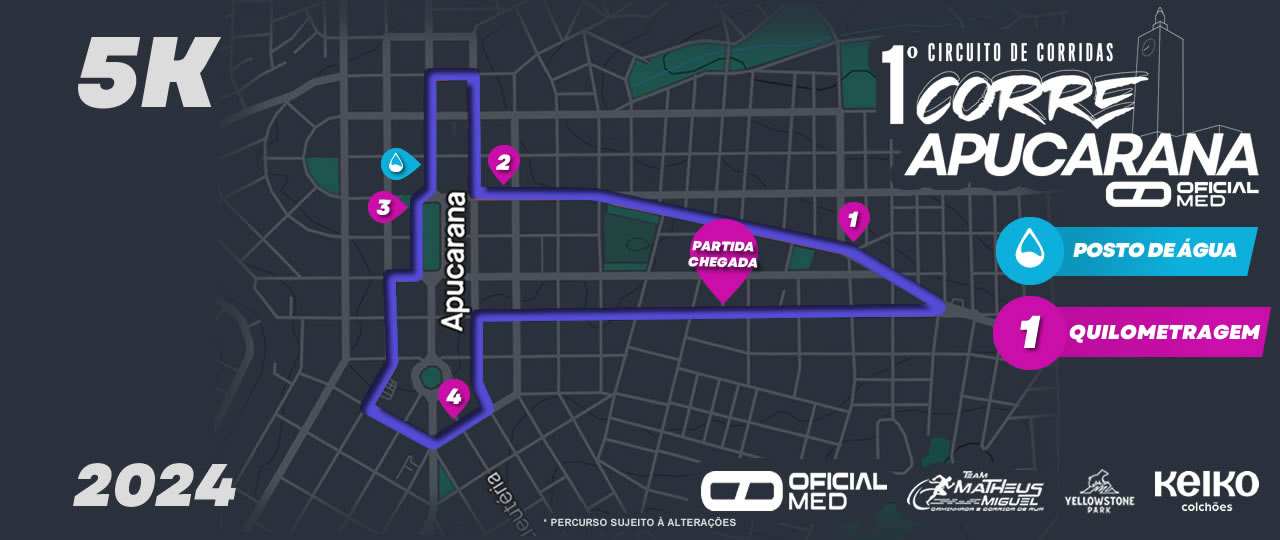 5K
1º CIRCUITO DE CORRIDAS
CORRE
APUCARANA
OFICIAL
MED
POSTO DE ÁGUA
1 QUILOMETRAGEM
2
3
1
PARTIDA
CHEGADA
Apucarana
4
2024
OFICIAL
MED
TEAM
MATHEUS
MIGUEL
CAMINHADA E CORRIDA DE RUA
YELLOWSTONE
PARK
KEIKO
colchões
* PERCURSO SUJEITO À ALTERAÇÕES